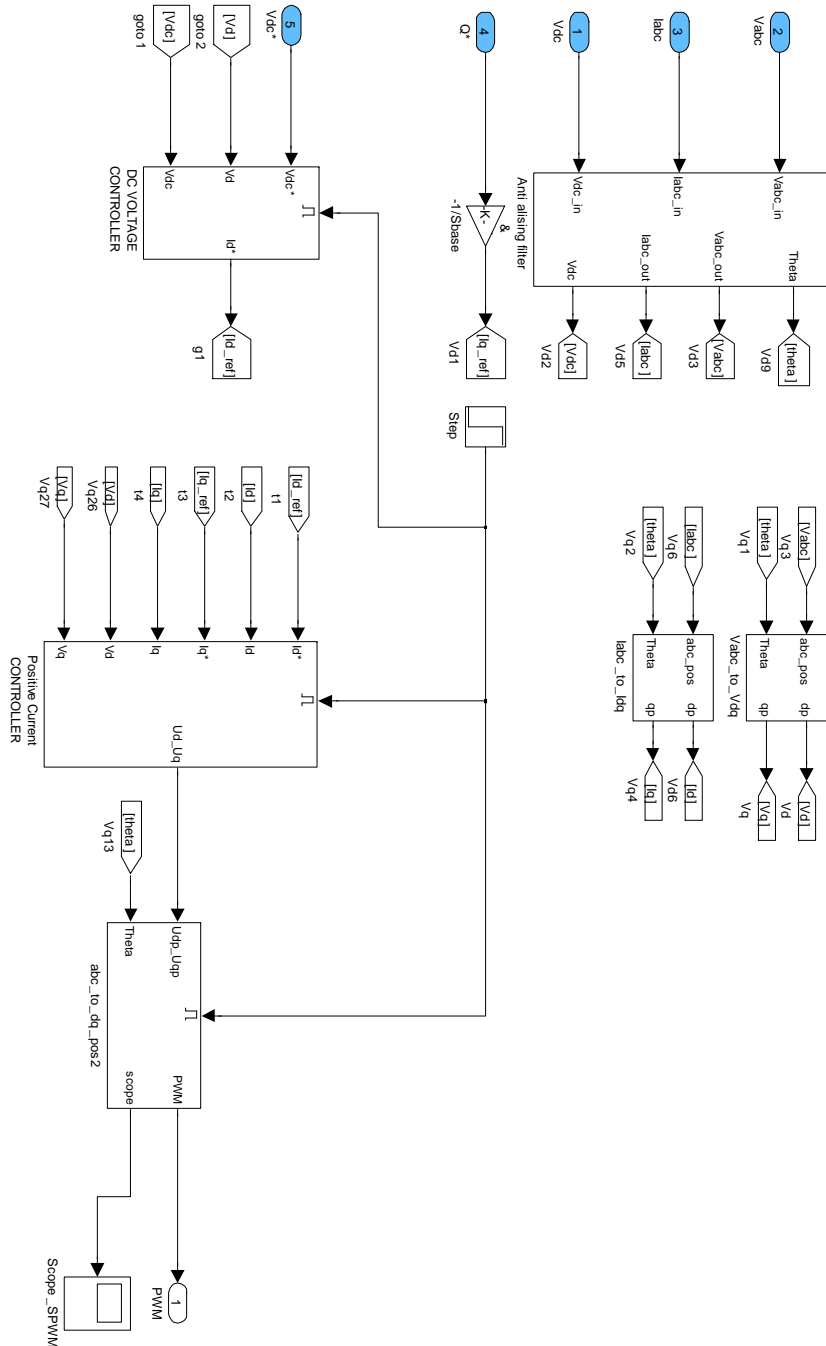 2
Vabc
3
Iabc
1
Vdc
Vabc_in
Iabc_in
Vdc_in
Theta
Vabc_out
Iabc_out
Vdc
Anti alising filter
[theta]
Vd9
[Vabc]
Vd3
[Iabc]
Vd5
[Vdc]
Vd2
[Vabc]
Vq3
[theta]
Vq1
abc_pos
dp
Theta
qp
Vabc_to_Vdq
[Vd]
Vd
[Vq]
Vq
[Iabc]
Vq6
[theta]
Vq2
abc_pos
dp
Theta
qp
Iabc_to_Idq
[Id]
Vd6
[Iq]
Vq4
4
Q*
-K-
&
-1/Sbase
[Iq_ref]
Vd1
Step
5
Vdc*
[Vd]
goto 2
[Vdc]
goto 1
Vdc*
Vd
Vdc
Id*
DC VOLTAGE
CONTROLLER
[Id_ref]
g1
[Id_ref]
t1
[Id]
t2
[Iq_ref]
t3
[Iq]
t4
[Vd]
Vq26
[Vq]
Vq27
Id*
Id
Iq*
Iq
Vd
Vq
Ud_Uq
Positive Current
CONTROLLER
[theta]
Vq13
Udp_Uqp
Theta
PWM
scope
abc_to_dq_pos2
1
PWM
Scope_SPWM